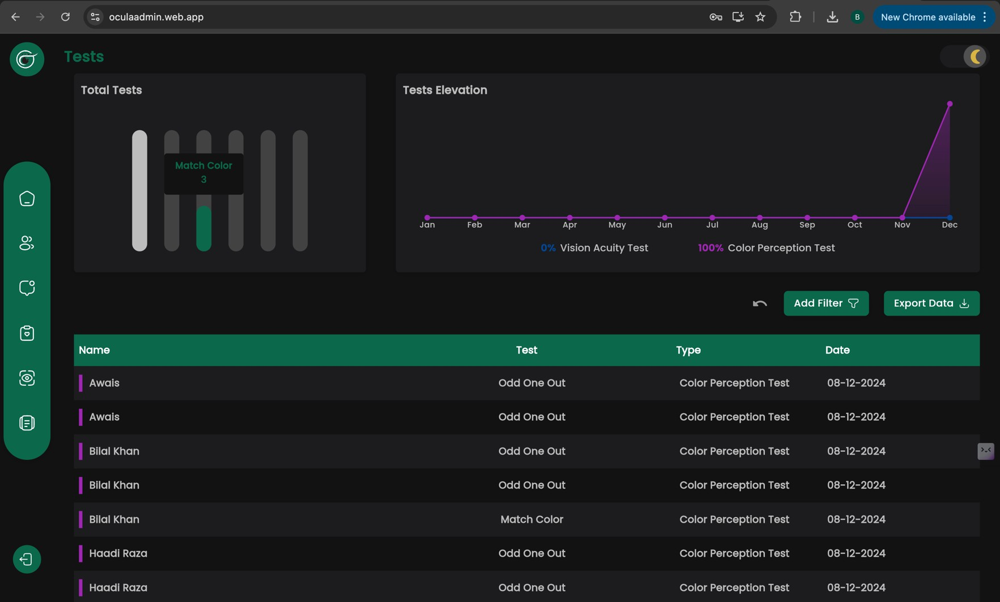 oculaadmin.web.app
B
New Chrome available
Tests
Total Tests
Match Color
3
Tests Elevation
Jan Feb Mar Apr May Jun Jul Aug Sep Oct Nov Dec
0% Vision Acuity Test 100% Color Perception Test
Add Filter
Export Data
Name Test Type Date
Awais Odd One Out Color Perception Test 08-12-2024
Awais Odd One Out Color Perception Test 08-12-2024
Bilal Khan Odd One Out Color Perception Test 08-12-2024
Bilal Khan Odd One Out Color Perception Test 08-12-2024
Bilal Khan Match Color Color Perception Test 08-12-2024
Haadi Raza Odd One Out Color Perception Test 08-12-2024
Haadi Raza Odd One Out Color Perception Test 08-12-2024